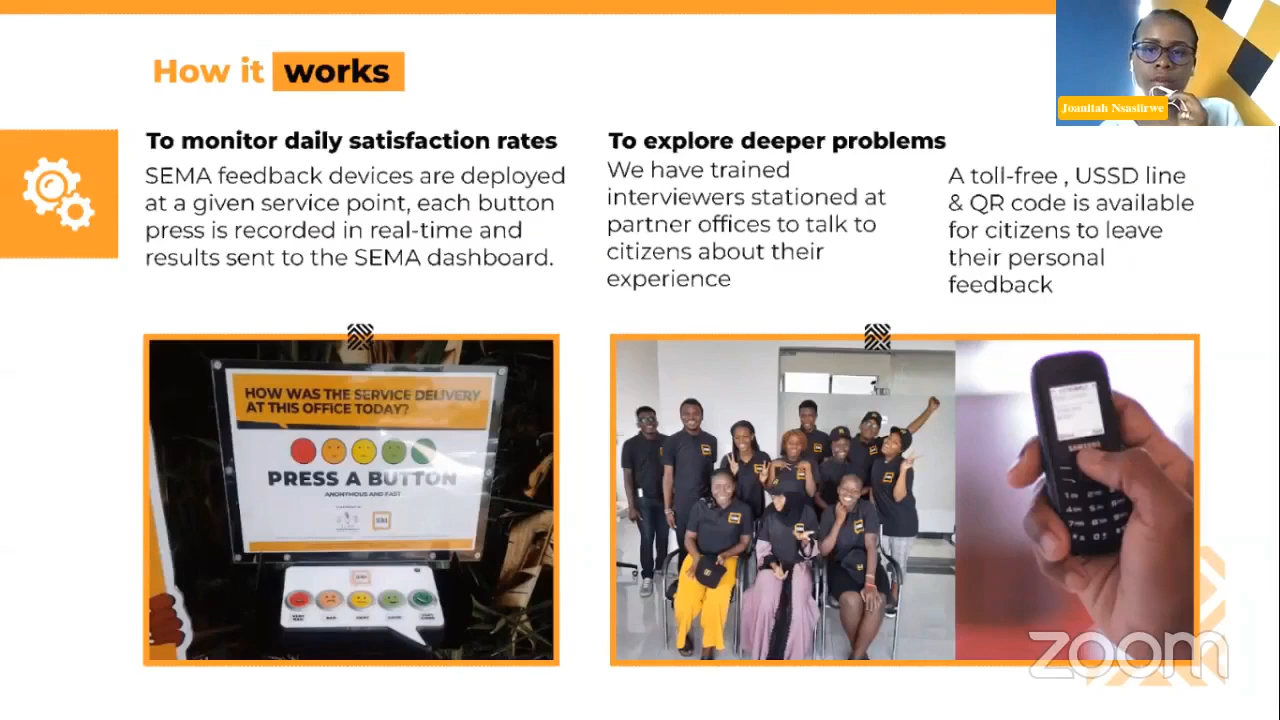 How it works
Joanitah Nsasiirwe
To monitor daily satisfaction rates
SEMA feedback devices are deployed
at a given service point, each button
press is recorded in real-time and
results sent to the SEMA dashboard.
To explore deeper problems
We have trained
interviewers stationed at
partner offices to talk to
citizens about their
experience
A toll-free , USSD line
& QR code is available
for citizens to leave
their personal
feedback
HOW WAS THE SERVICE DELIVERY
AT THIS OFFICE TODAY?
PRESS A BUTTON
ANONYMOUS AND FAST
SAMSUNG
zoom